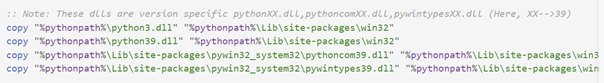 :: Note: These dlls are version specific pythonXX.dll,pythoncomXX.dll,pywintypesXX.dll (Here, XX-->39)
copy "%pythonpath%\python3.dll" "%pythonpath%\Lib\site-packages\win32"
copy "%pythonpath%\python39.dll" "%pythonpath%\Lib\site-packages\win32"
copy "%pythonpath%\Lib\site-packages\pywin32_system32\pythoncom39.dll" "%pythonpath%\Lib\site-packages\win3
copy "%pythonpath%\Lib\site-packages\pywin32_system32\pywintypes39.dll" "%pythonpath%\Lib\site-packages\win